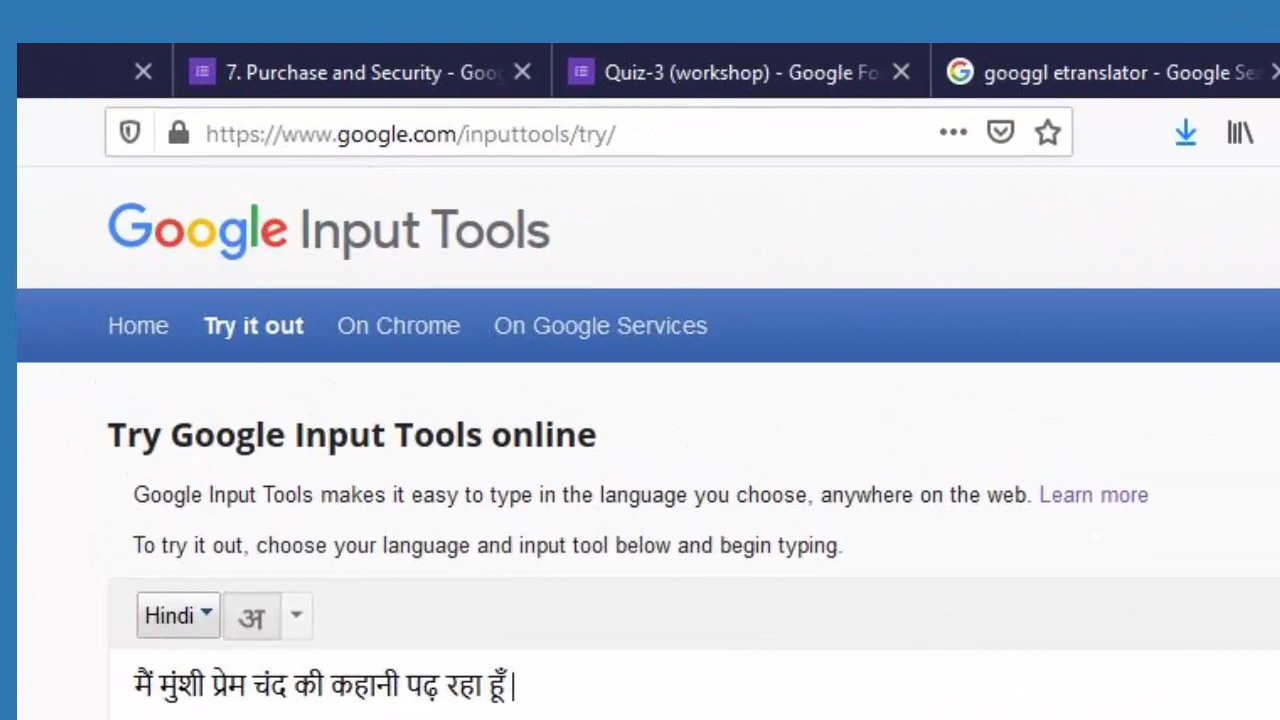 7. Purchase and Security - Goo
Quiz-3 (workshop) - Google Fo
googgl etranslator - Google Se
https://www.google.com/inputtools/try/
Google Input Tools
Home Try it out On Chrome On Google Services
Try Google Input Tools online
Google Input Tools makes it easy to type in the language you choose, anywhere on the web. Learn more
To try it out, choose your language and input tool below and begin typing.
Hindi अ
मैं मुंशी प्रेम चंद की कहानी पढ़ रहा हूँ